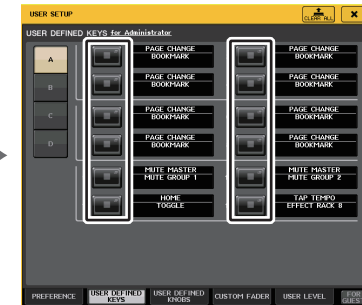 USER SETUP
CLEAR ALL
USER DEFINED KEYS for Administrator
A
PAGE CHANGE
BOOKMARK
PAGE CHANGE
BOOKMARK
B
PAGE CHANGE
BOOKMARK
PAGE CHANGE
BOOKMARK
C
PAGE CHANGE
BOOKMARK
PAGE CHANGE
BOOKMARK
D
PAGE CHANGE
BOOKMARK
PAGE CHANGE
BOOKMARK
MUTE MASTER
MUTE GROUP 1
MUTE MASTER
MUTE GROUP 2
HOME
TOGGLE
TAP TEMPO
EFFECT RACK 8
PREFERENCE
USER DEFINED
KEYS
USER DEFINED
KNOBS
CUSTOM FADER
USER LEVEL
FOR